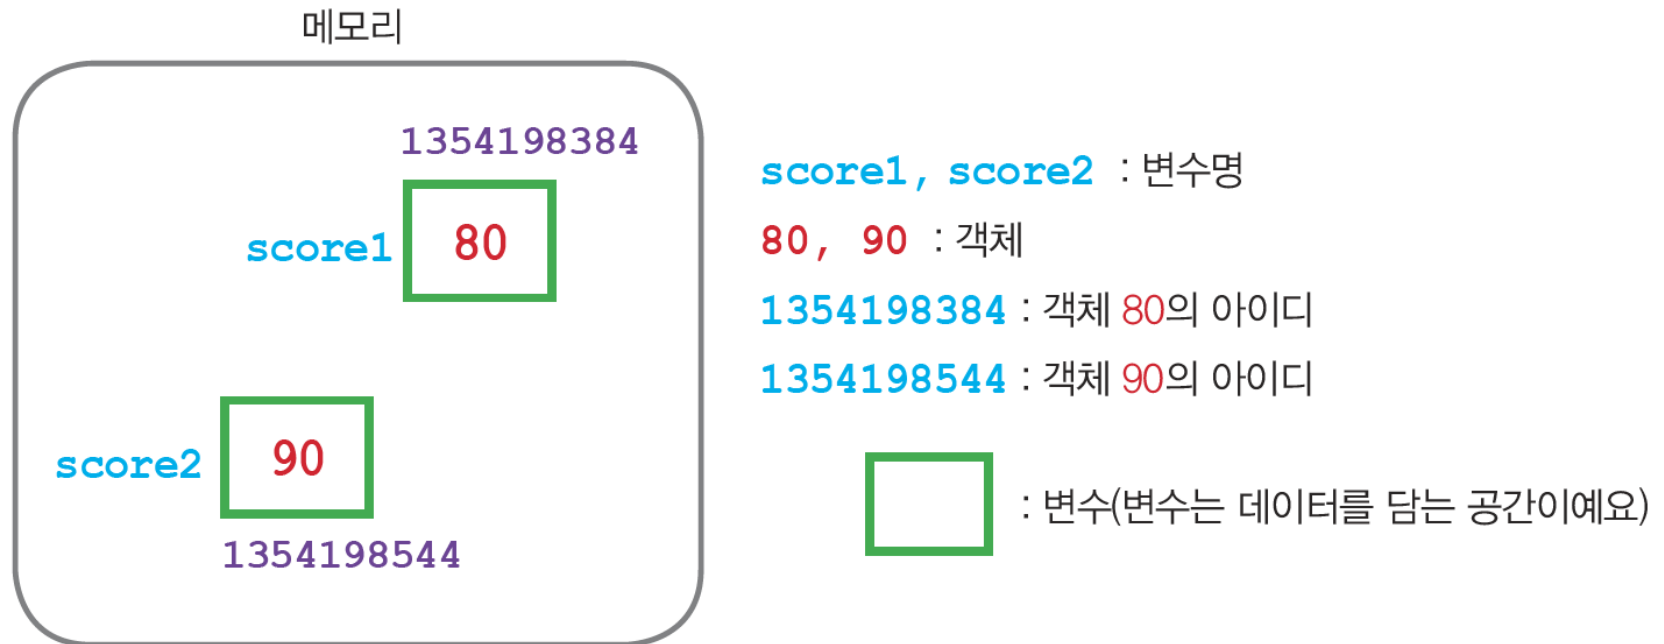 메모리
1354198384
score1
80
score2
90
1354198544
score1, score2 : 변수명
80, 90 : 객체
1354198384 : 객체 80의 아이디
1354198544 : 객체 90의 아이디
: 변수(변수는 데이터를 담는 공간이예요)